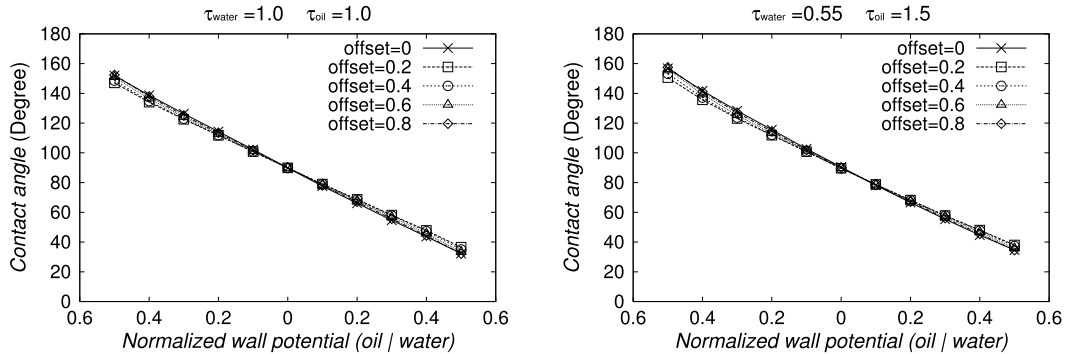 τwater =1.0 τoil =1.0
180
160
140
120
100
80
60
40
20
0
Contact angle (Degree)
offset=0
offset=0.2
offset=0.4
offset=0.6
offset=0.8
0.6 0.4 0.2 0 0.2 0.4 0.6
Normalized wall potential (oil | water)
τwater =0.55 τoil =1.5
180
160
140
120
100
80
60
40
20
0
Contact angle (Degree)
offset=0
offset=0.2
offset=0.4
offset=0.6
offset=0.8
0.6 0.4 0.2 0 0.2 0.4 0.6
Normalized wall potential (oil | water)